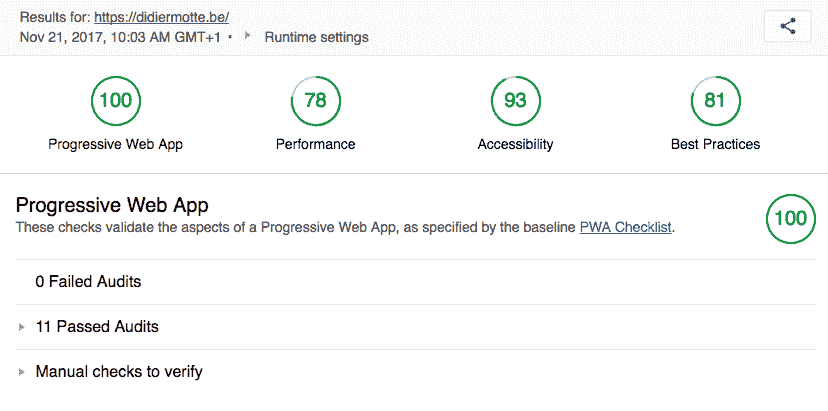 Results for: https://didiermotte.be/
Nov 21, 2017, 10:03 AM GMT+1 • Runtime settings
100 78 93 81
Progressive Web App Performance Accessibility Best Practices
Progressive Web App
These checks validate the aspects of a Progressive Web App, as specified by the baseline PWA Checklist.
100
0 Failed Audits
11 Passed Audits
Manual checks to verify